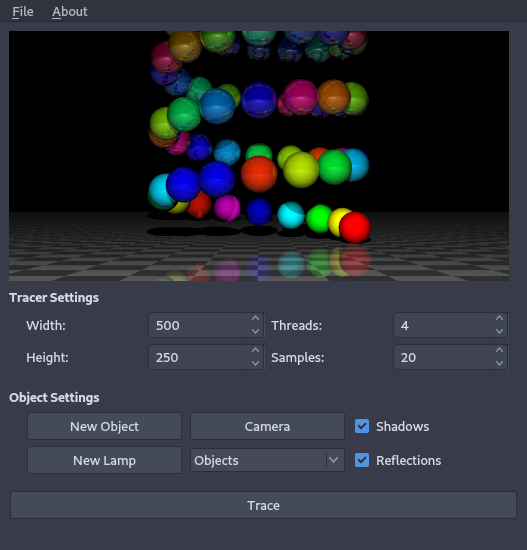 File About
Tracer Settings
Width: 500 Threads: 4
Height: 250 Samples: 20
Object Settings
New Object Camera Shadows
New Lamp Objects Reflections
Trace